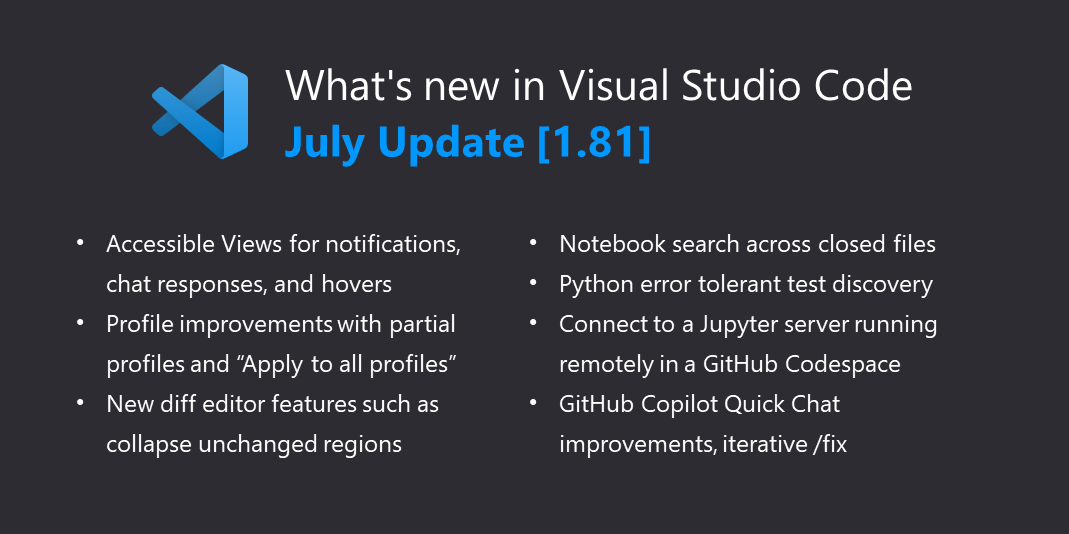 What's new in Visual Studio Code
July Update [1.81]
• Accessible Views for notifications,
chat responses, and hovers
• Profile improvements with partial
profiles and “Apply to all profiles”
• New diff editor features such as
collapse unchanged regions
• Notebook search across closed files
• Python error tolerant test discovery
• Connect to a Jupyter server running
remotely in a GitHub Codespace
• GitHub Copilot Quick Chat
improvements, iterative /fix